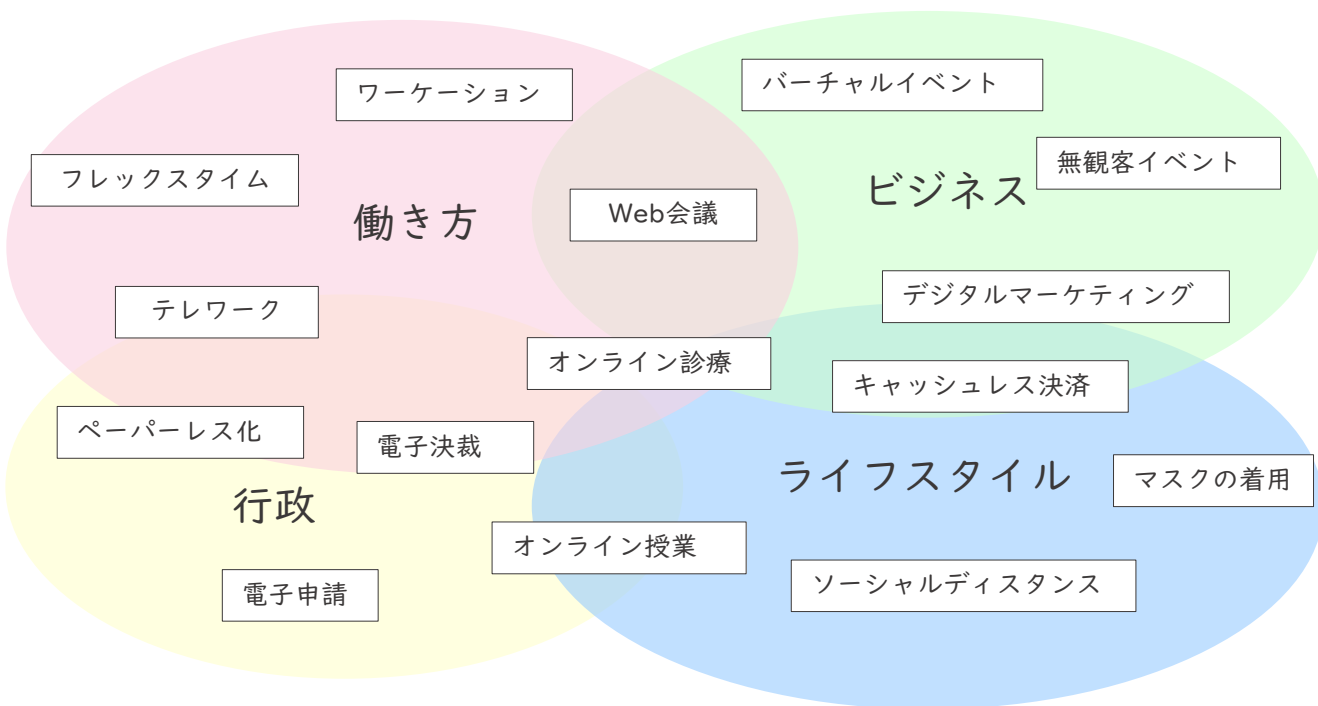 ワーケーション
バーチャルイベント
フレックスタイム
無観客イベント
働き方
Web会議
ビジネス
テレワーク
デジタルマーケティング
オンライン診療
キャッシュレス決済
ペーパーレス化
電子決裁
ライフスタイル
マスクの着用
行政
オンライン授業
電子申請
ソーシャルディスタンス